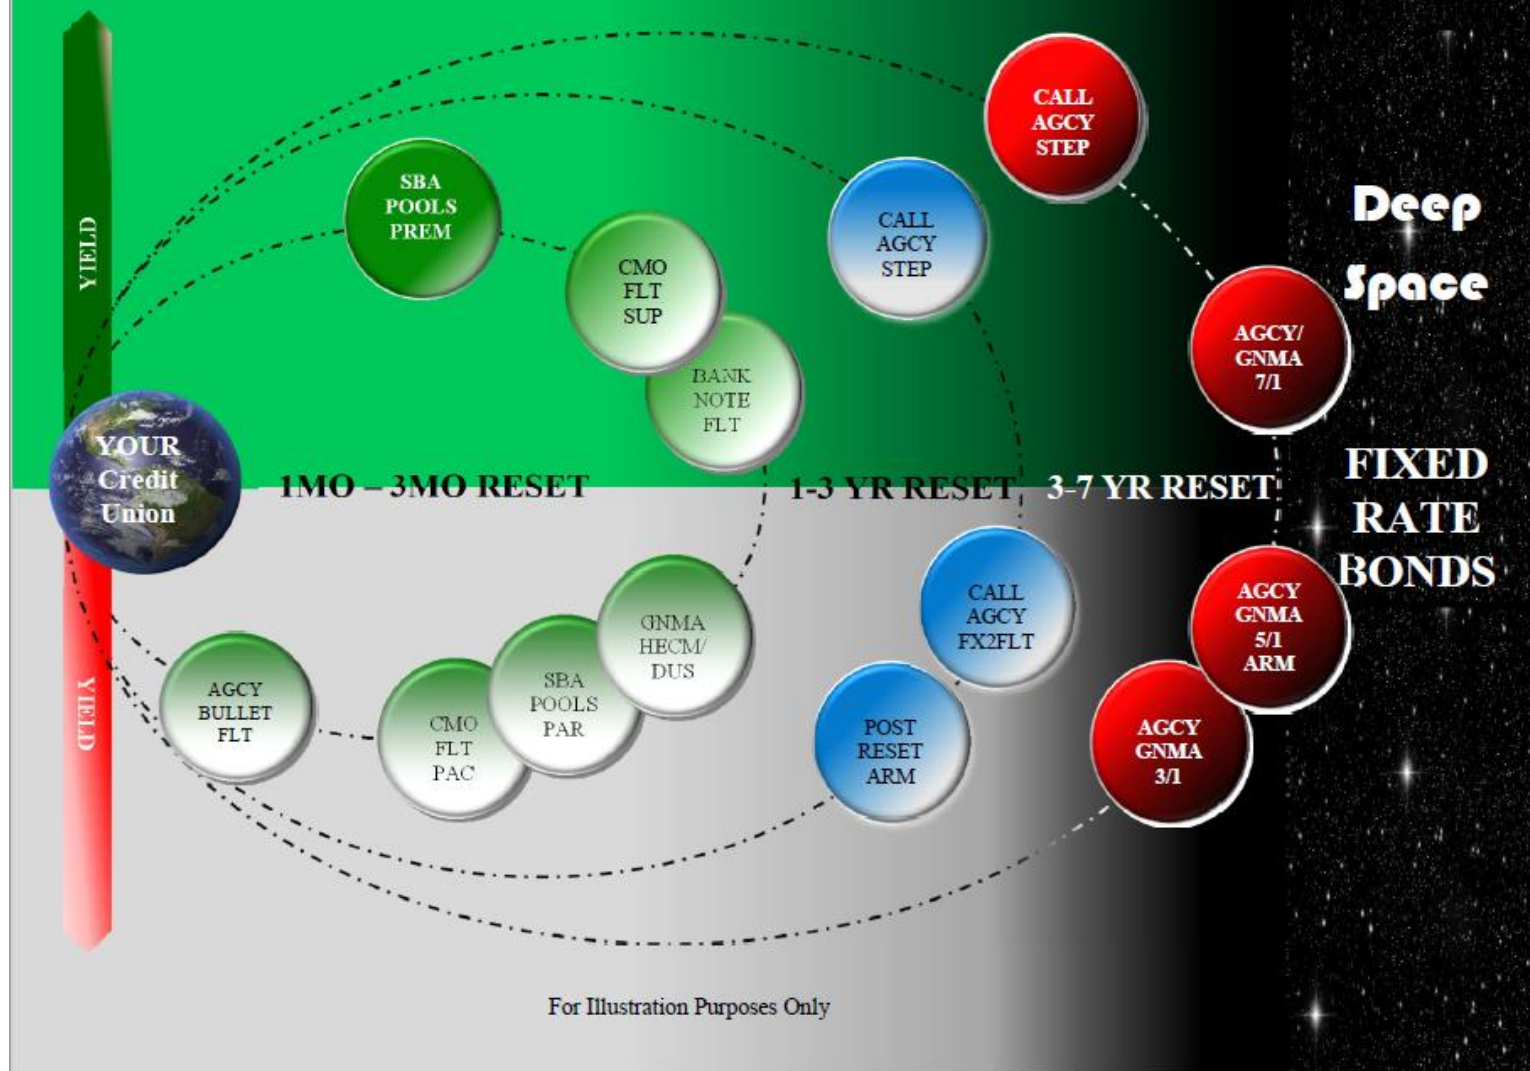 CALL
AGCY
STEP
SBA
POOLS
PREM
CALL
AGCY
STEP
Deep
Space
YIELD
CMO
FLT
SUP
AGCY/
GNMA
7/1
BANK
NOTE
FLT
YOUR
Credit
Union
1MO – 3MO RESET
1-3 YR RESET
3-7 YR RESET
FIXED
RATE
BONDS
YIELD
AGCY
BULLET
FLT
CMO
FLT
PAC
SBA
POOLS
PAR
GNMA
HECM/
DUS
CALL
AGCY
FX2FLT
POST
RESET
ARM
AGCY
GNMA
5/1
ARM
AGCY
GNMA
3/1
For Illustration Purposes Only